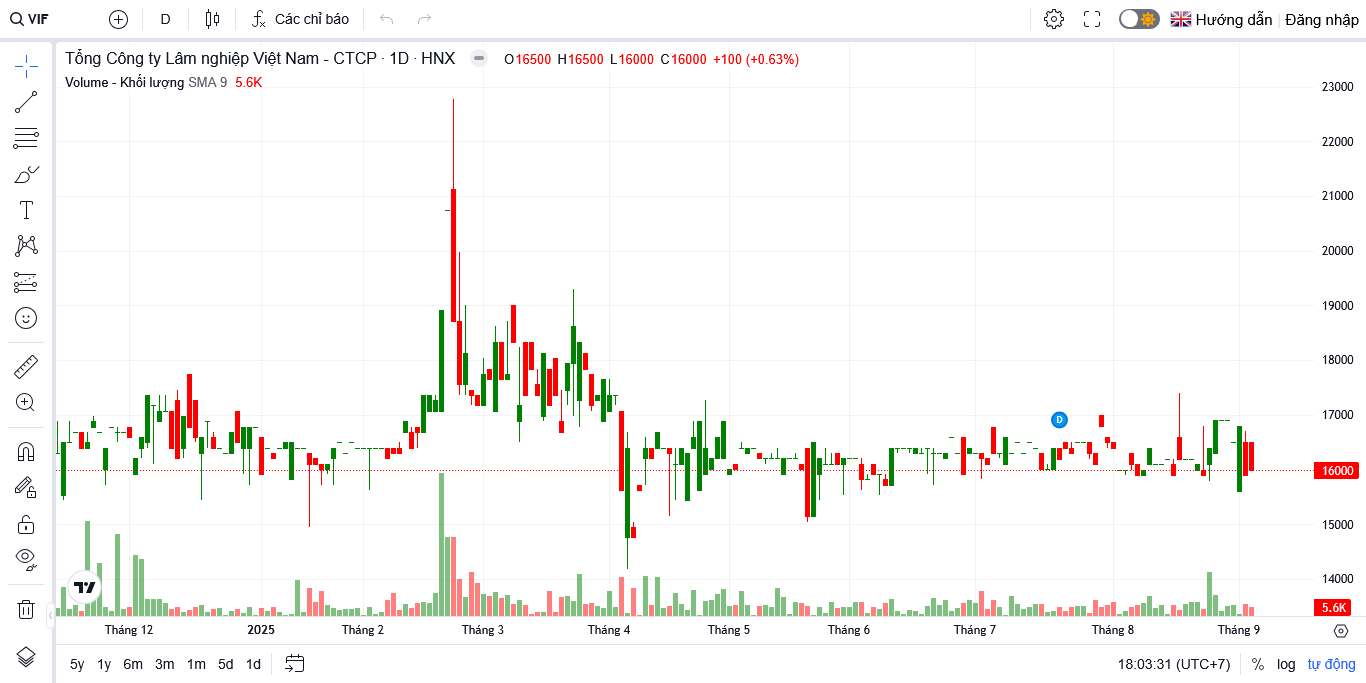 VIF D Các chỉ báo Hướng dẫn Đăng nhập
Tổng Công ty Lâm nghiệp Việt Nam - CTCP · 1D · HNX O16500 H16500 L16000 C16000 +100 (+0.63%)
Volume - Khối lượng SMA 9 5.6K
23000
22000
21000
20000
19000
18000
17000
D
16000
15000
14000
5.6K
Tháng 12 2025 Tháng 2 Tháng 3 Tháng 4 Tháng 5 Tháng 6 Tháng 7 Tháng 8 Tháng 9
5y 1y 6m 3m 1m 5d 1d 18:03:31 (UTC+7) % log tự động